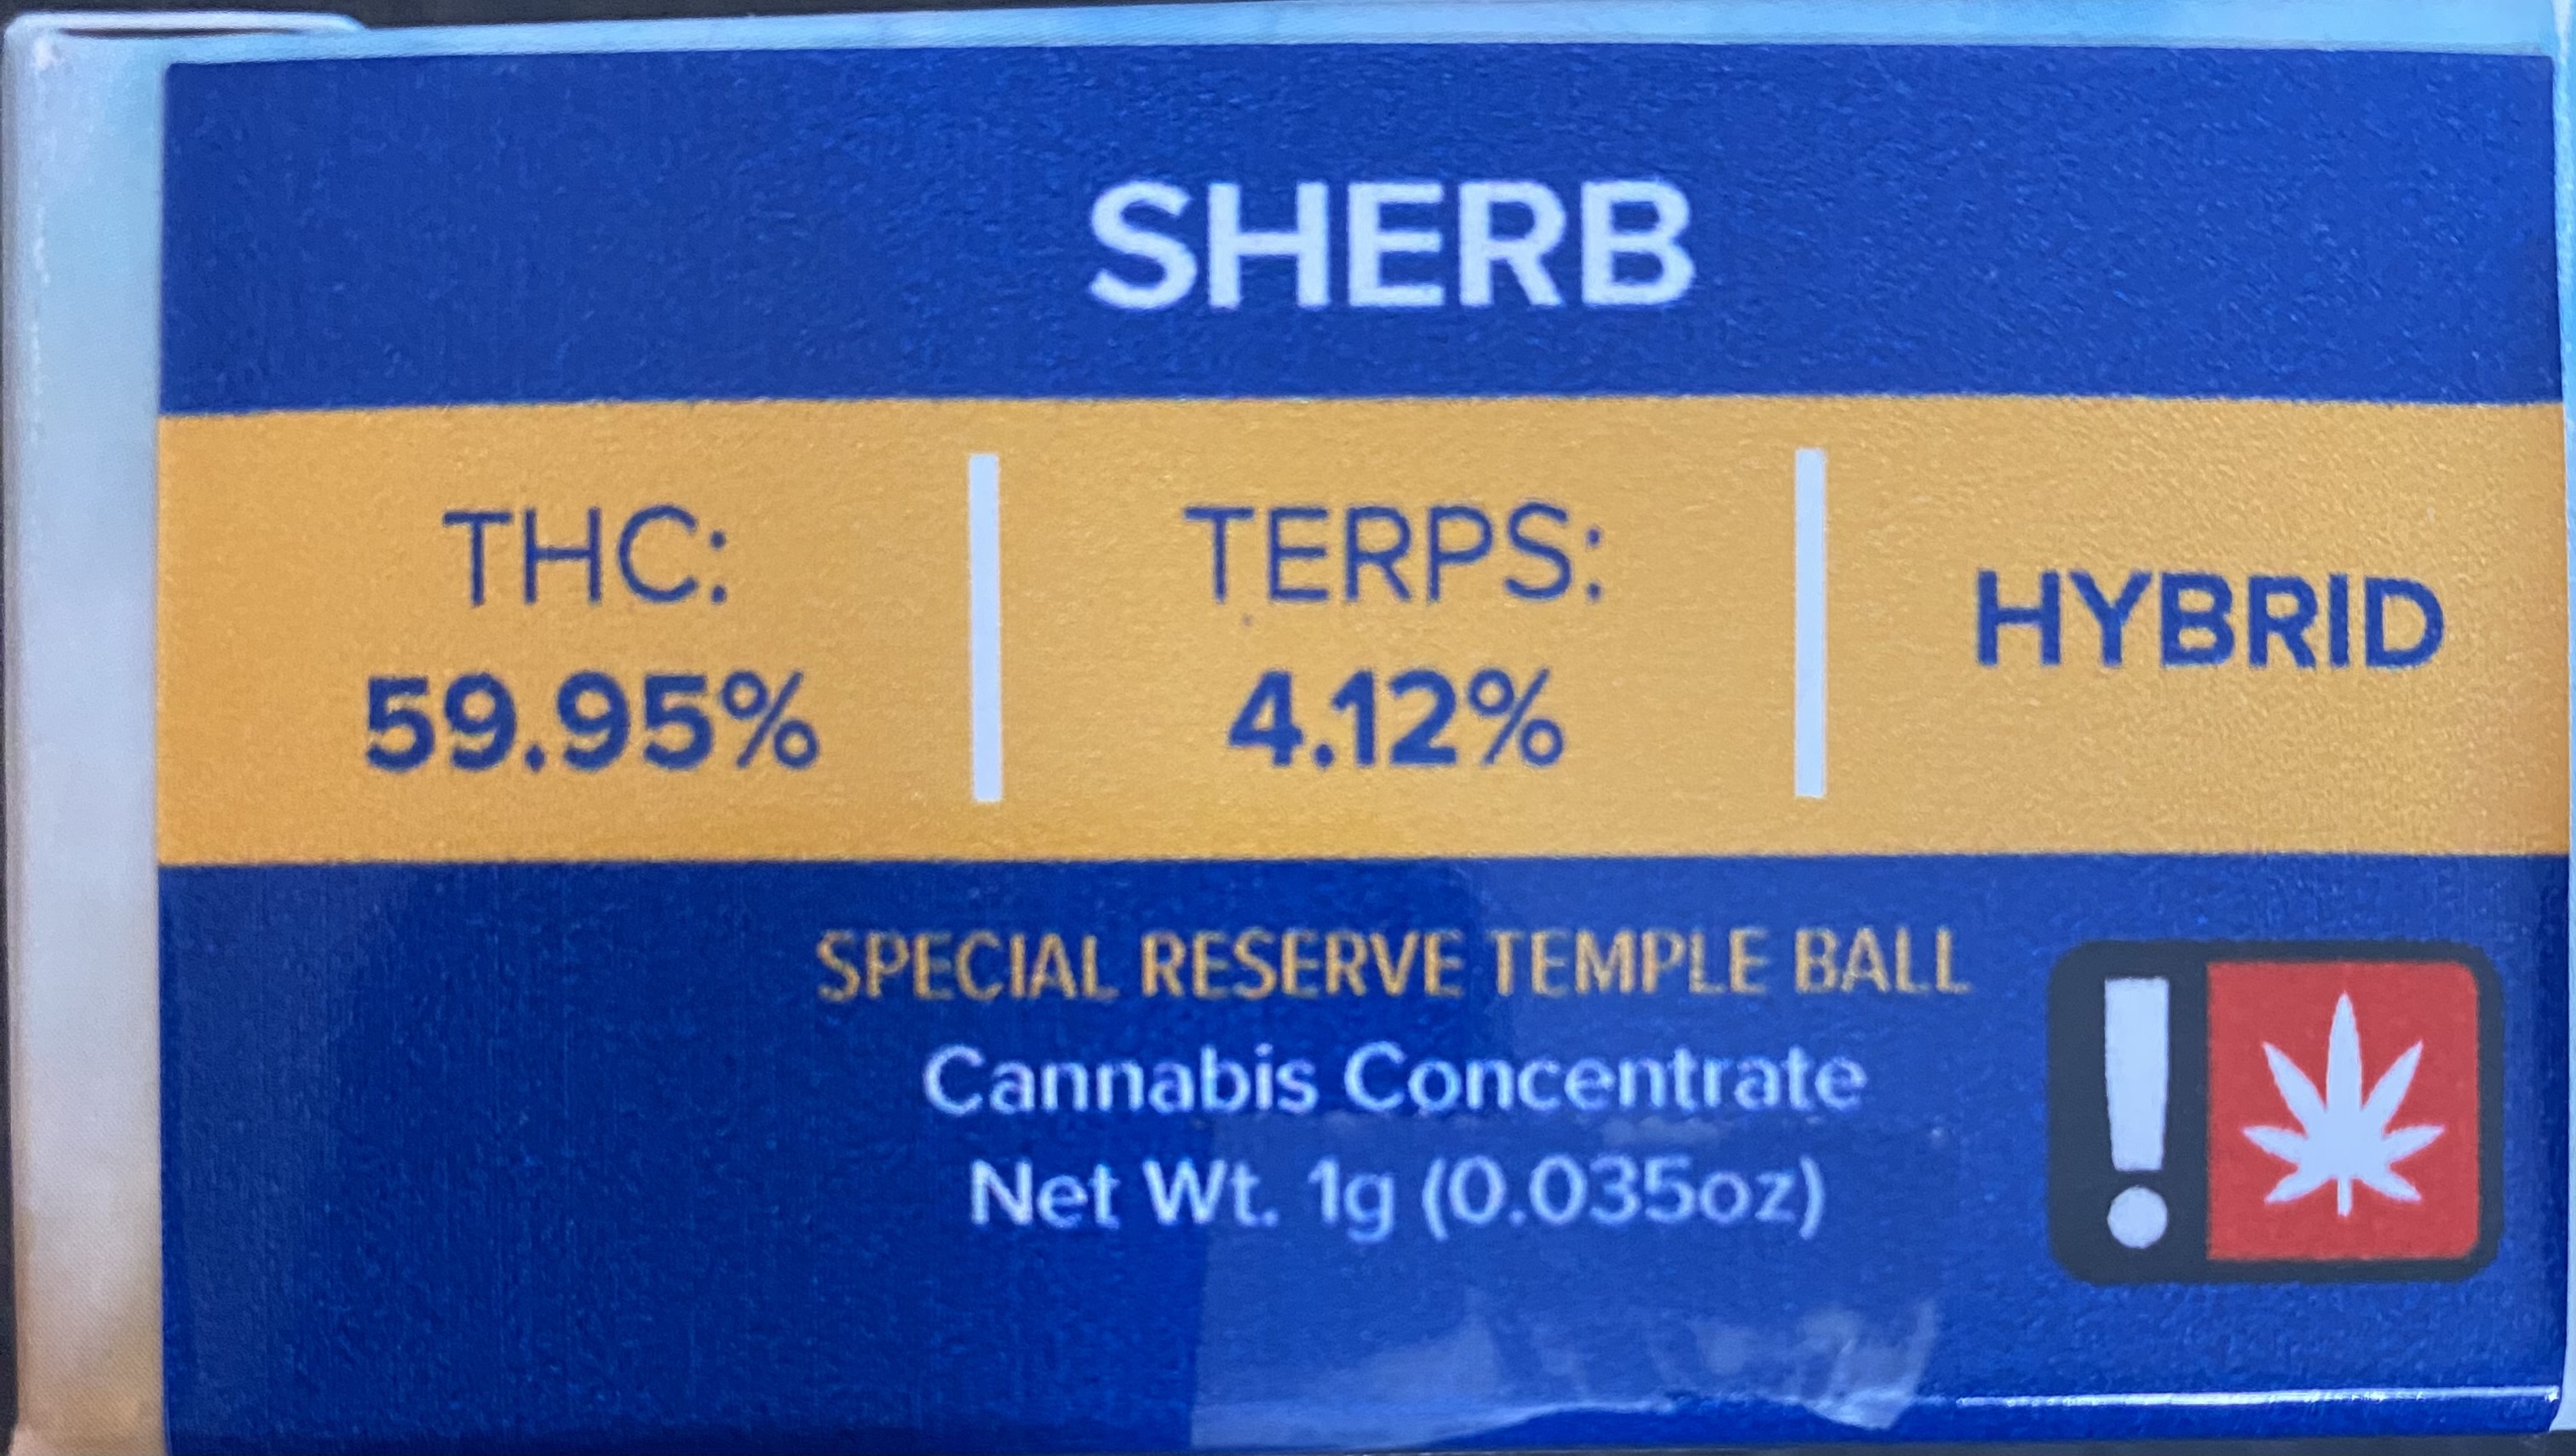 SHERB
THC:
59.95%
TERPS:
4.12%
HYBRID
SPECIAL RESERVE TEMPLE BALL
Cannabis Concentrate
Net Wt. 1g (0.035oz)
!